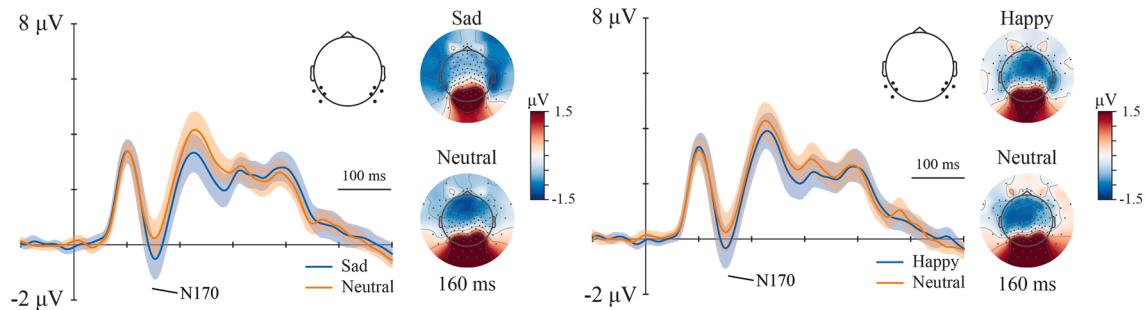 8 µV
Sad
µV
1.5
-1.5
Neutral
100 ms
Sad
Neutral
160 ms
-2 µV
N170
8 µV
Happy
µV
1.5
-1.5
Neutral
100 ms
Happy
Neutral
160 ms
-2 µV
N170